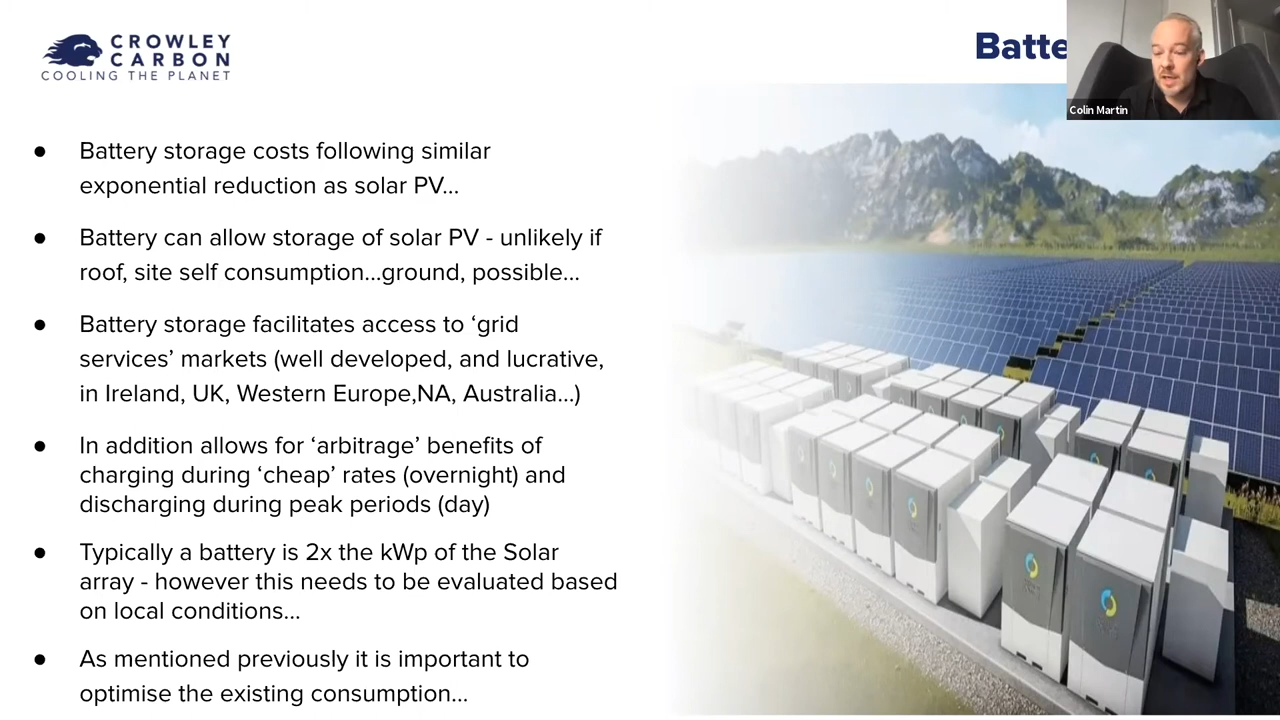 CROWLEY
CARBON
COOLING THE PLANET
Colin Martin
● Battery storage costs following similar
exponential reduction as solar PV...
● Battery can allow storage of solar PV - unlikely if
roof, site self consumption...ground, possible...
● Battery storage facilitates access to ‘grid
services’ markets (well developed, and lucrative,
in Ireland, UK, Western Europe,NA, Australia...)
● In addition allows for ‘arbitrage’ benefits of
charging during ‘cheap’ rates (overnight) and
discharging during peak periods (day)
● Typically a battery is 2x the kWp of the Solar
array - however this needs to be evaluated based
on local conditions...
● As mentioned previously it is important to
optimise the existing consumption...